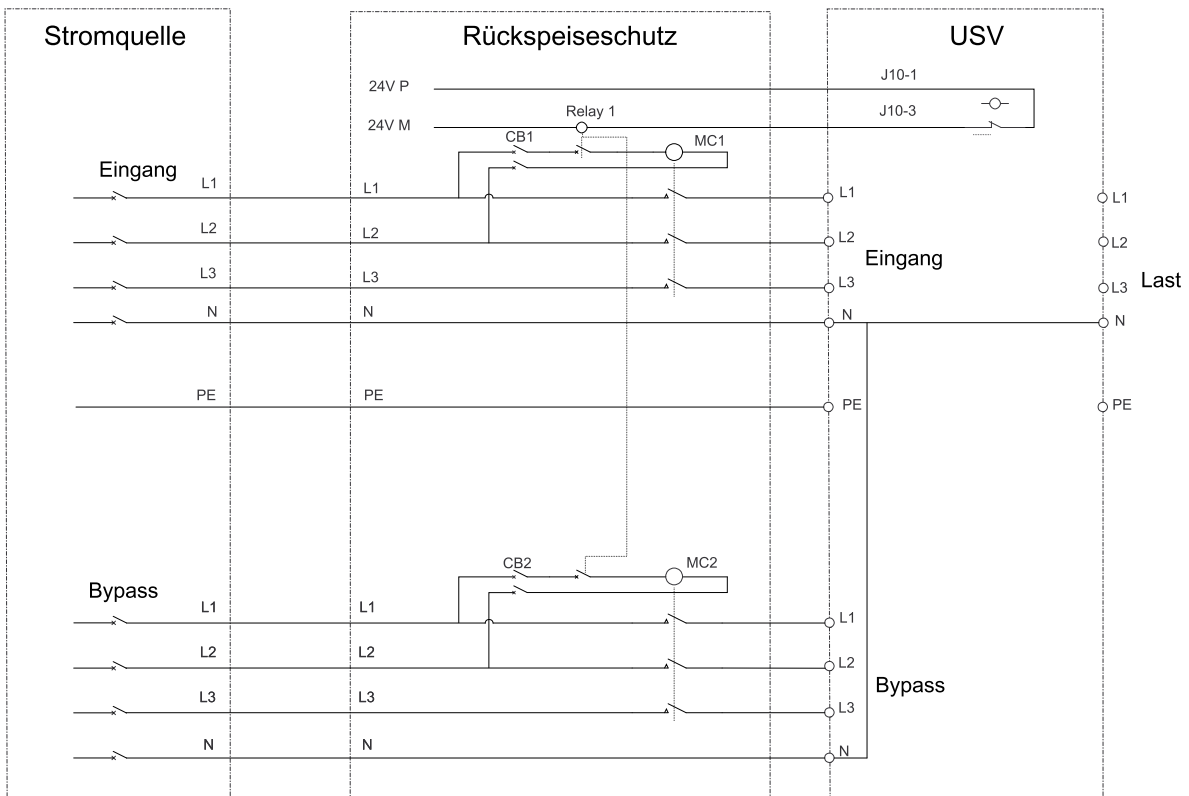 Stromquelle
Rückspeiseschutz
USV
24V P
J10-1
24V M
Relay 1
J10-3
CB1
MC1
Eingang
L1
L1
L1
L1
L2
L2
L2
L2
Eingang
L3
L3
L3
L3
Last
N
N
N
N
PE
PE
PE
PE
CB2
MC2
Bypass
L1
L1
L1
L2
L2
L2
Bypass
L3
L3
L3
N
N
N